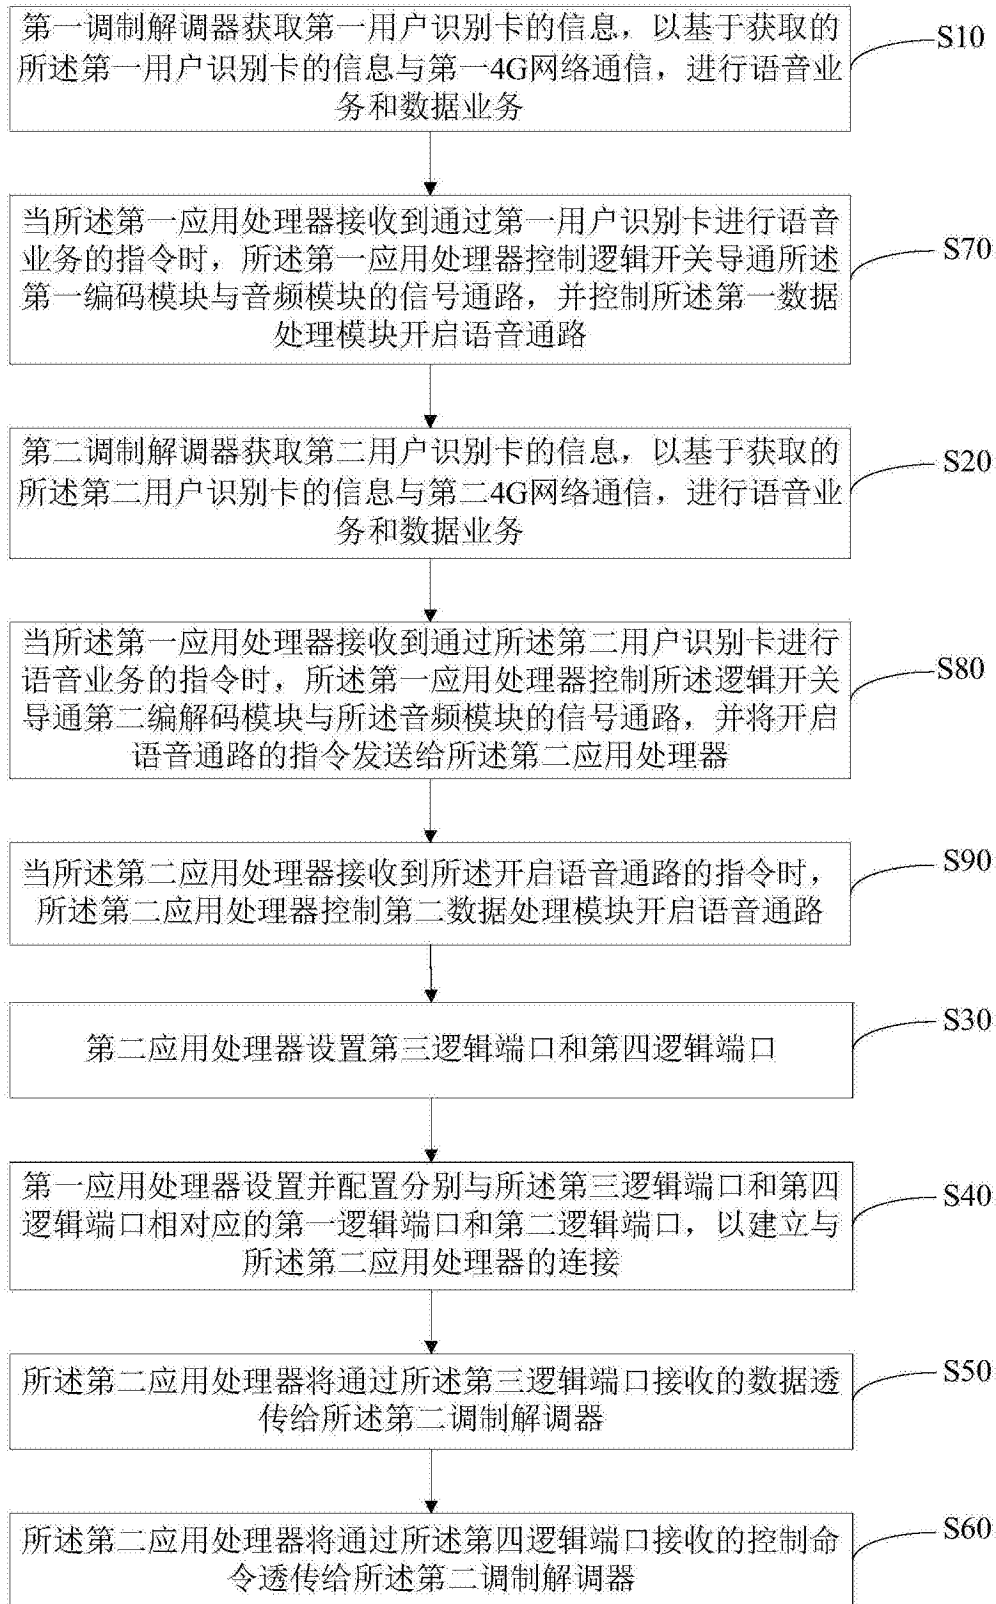 第一调制解调器获取第一用户识别卡的信息，以基于获取的
所述第一用户识别卡的信息与第一4G网络通信，进行语音业
务和数据业务
S10
当所述第一应用处理器接收到通过第一用户识别卡进行语音
业务的指令时，所述第一应用处理器控制逻辑开关导通所述
第一编码模块与音频模块的信号通路，并控制所述第一数据
处理模块开启语音通路
S70
第二调制解调器获取第二用户识别卡的信息，以基于获取的
所述第二用户识别卡的信息与第二4G网络通信，进行语音业
务和数据业务
S20
当所述第一应用处理器接收到通过所述第二用户识别卡进行
语音业务的指令时，所述第一应用处理器控制所述逻辑开关
导通第二编解码模块与所述音频模块的信号通路，并将开启
语音通路的指令发送给所述第二应用处理器
S80
当所述第二应用处理器接收到所述开启语音通路的指令时，
所述第二应用处理器控制第二数据处理模块开启语音通路
S90
第二应用处理器设置第三逻辑端口和第四逻辑端口
S30
第一应用处理器设置并配置分别与所述第三逻辑端口和第四
逻辑端口相对应的第一逻辑端口和第二逻辑端口，以建立与
所述第二应用处理器的连接
S40
所述第二应用处理器将通过所述第三逻辑端口接收的数据透
传给所述第二调制解调器
S50
所述第二应用处理器将通过所述第四逻辑端口接收的控制命
令透传给所述第二调制解调器
S60